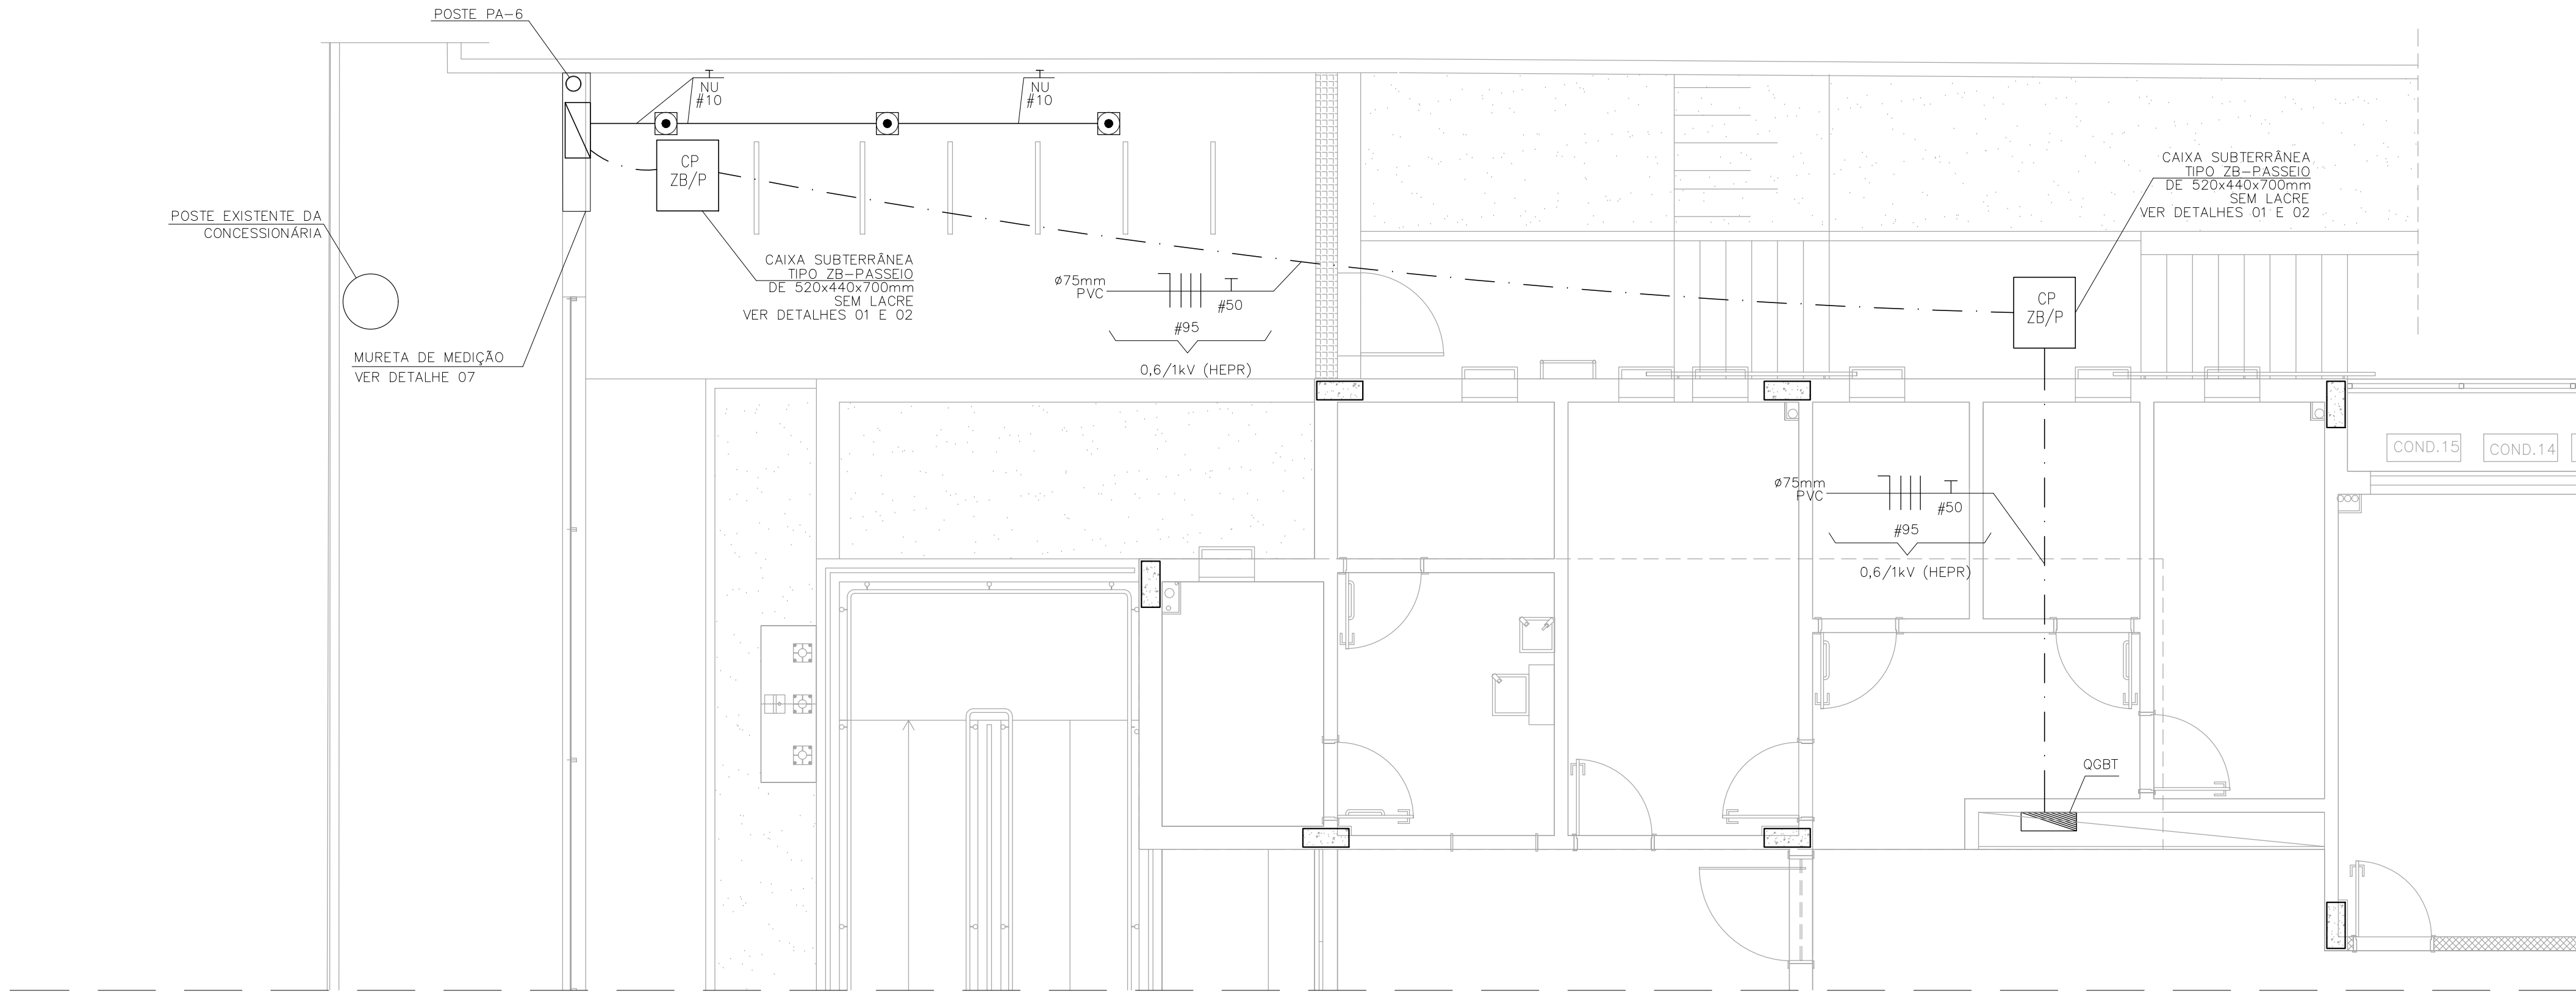 POSTE PA-6
NU
#10
NU
#10
CP
ZB/P
POSTE EXISTENTE DA
CONCESSIONÁRIA
CAIXA SUBTERRÂNEA
TIPO ZB-PASSEIO
DE 520x440x700mm
SEM LACRE
VER DETALHES 01 E 02
MURETA DE MEDIÇÃO
VER DETALHE 07
ø75mm
PVC
#50
#95
0,6/1kV (HEPR)
CAIXA SUBTERRÂNEA
TIPO ZB-PASSEIO
DE 520x440x700mm
SEM LACRE
VER DETALHES 01 E 02
CP
ZB/P
COND.15
COND.14
ø75mm
PVC
#50
#95
0,6/1kV (HEPR)
QGBT